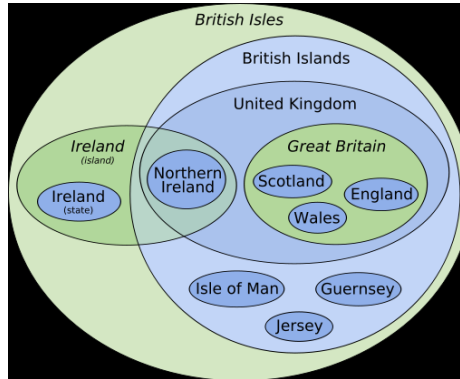 British Isles
British Islands
United Kingdom
Ireland
(island)
Great Britain
Northern
Ireland
Scotland
England
Ireland
(state)
Wales
Isle of Man
Guernsey
Jersey